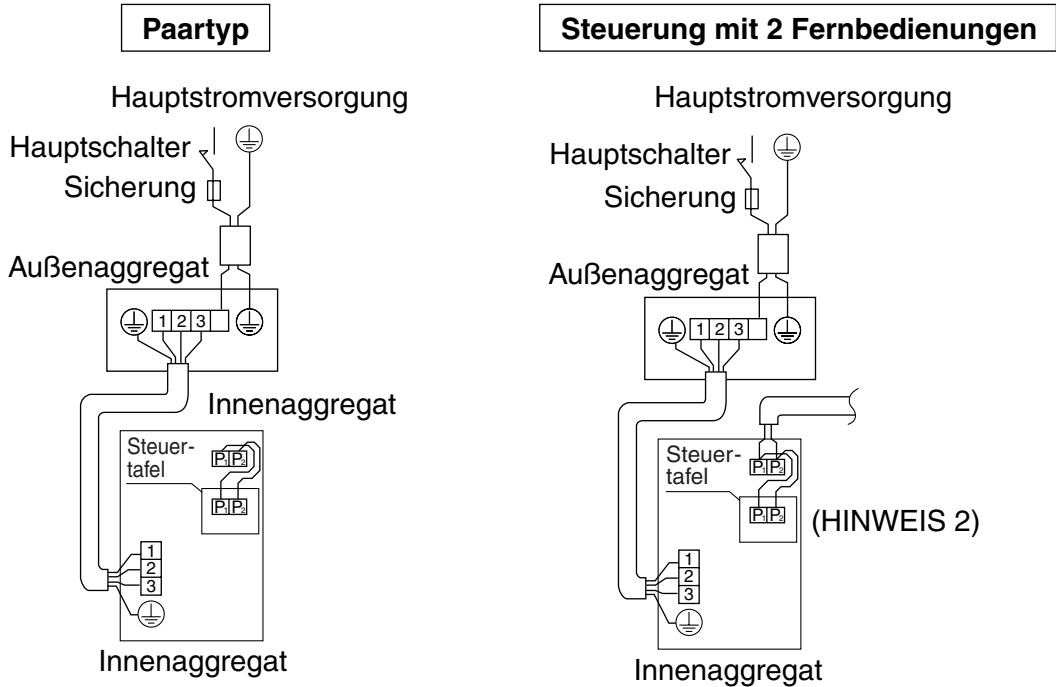 Paartyp
Hauptstromversorgung
Hauptschalter
Sicherung
Außenaggregat
1 2 3
Innenaggregat
Steuer-
tafel
P1 P2
P1 P2
1
2
3
Innenaggregat
Steuerung mit 2 Fernbedienungen
Hauptstromversorgung
Hauptschalter
Sicherung
Außenaggregat
1 2 3
Steuer-
tafel
P1 P2
P1 P2
(HINWEIS 2)
1
2
3
Innenaggregat